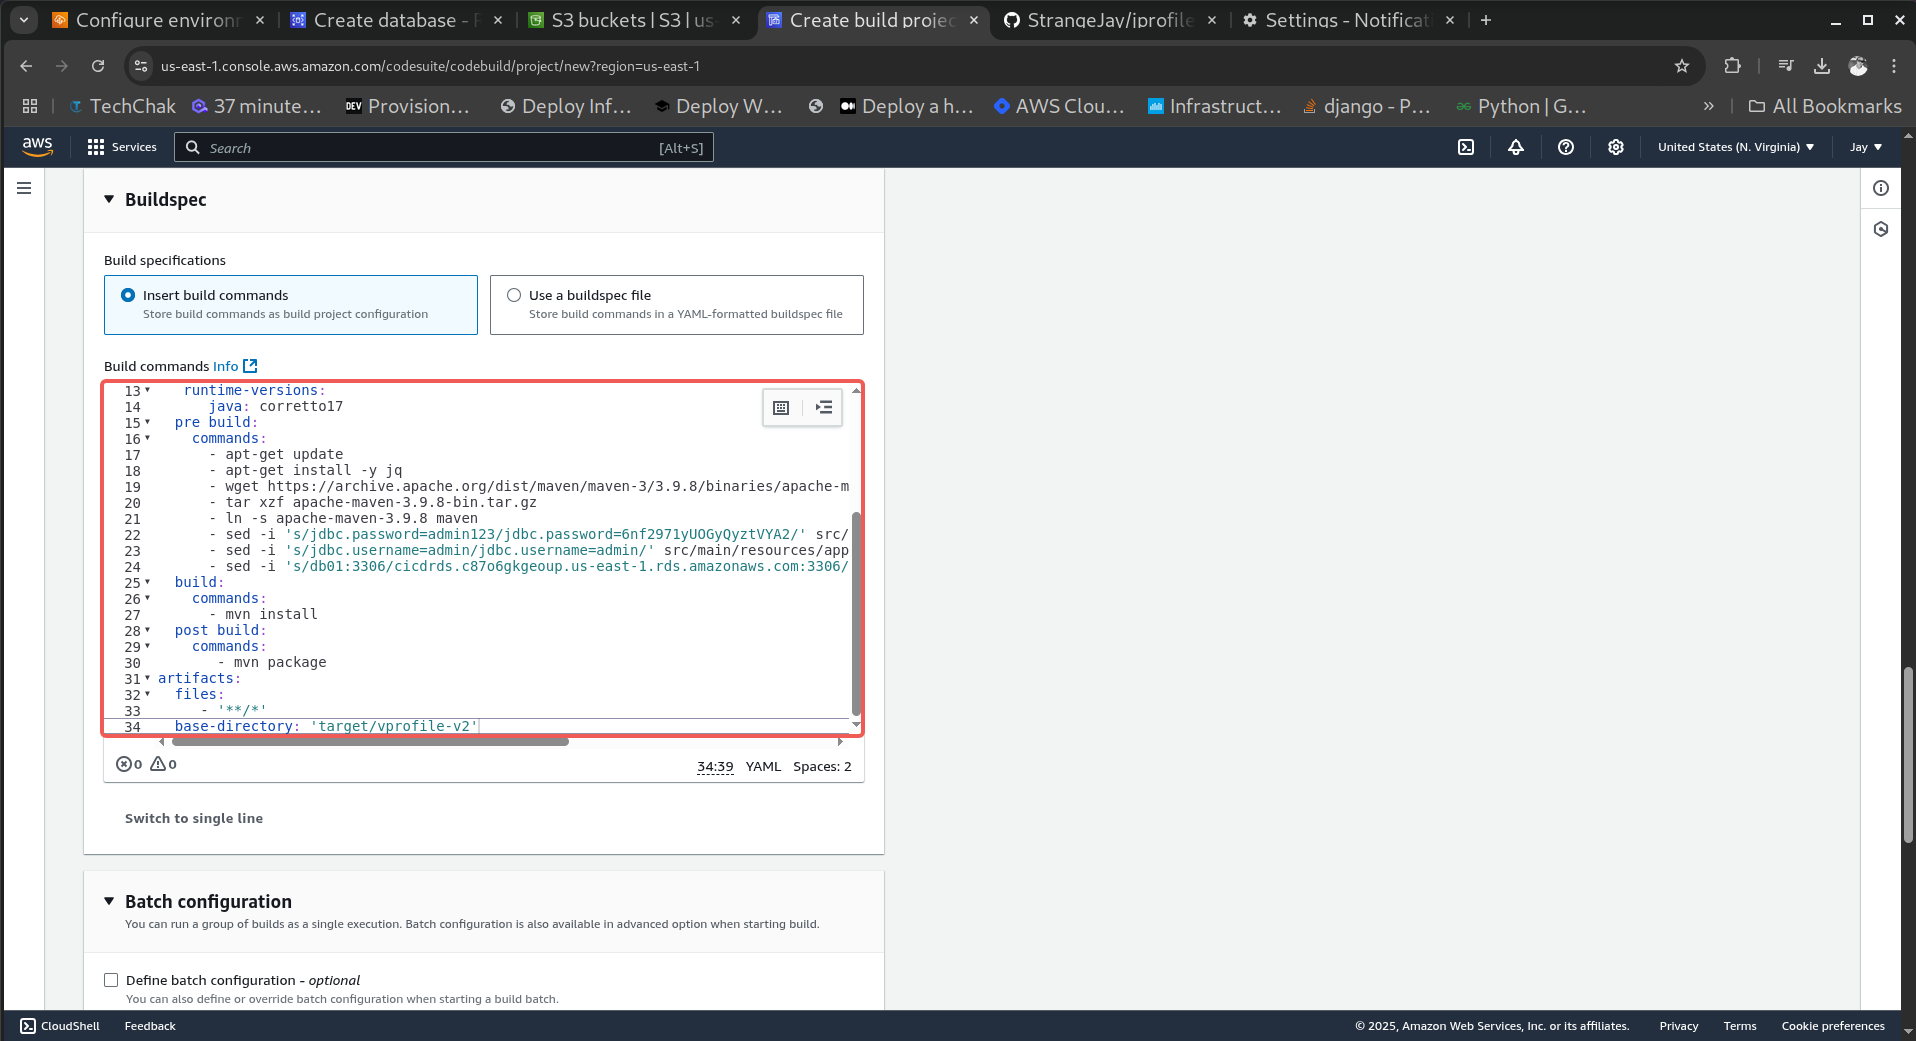 Configure environm
Create database - R
S3 buckets | S3 | us-
Create build projec
StrangeJay/jprofile
Settings - Notificat
us-east-1.console.aws.amazon.com/codesuite/codebuild/project/new?region=us-east-1
TechChak
37 minute...
DEV Provision...
Deploy Inf...
Deploy W...
Deploy a h...
AWS Clou...
Infrastruct...
django - P...
Python | G...
» All Bookmarks
aws Services Search [Alt+S] United States (N. Virginia) Jay
Buildspec
Build specifications
Insert build commands
Store build commands as build project configuration
Use a buildspec file
Store build commands in a YAML-formatted buildspec file
Build commands Info
13 runtime-versions:
14 java: corretto17
15 pre build:
16 commands:
17 - apt-get update
18 - apt-get install -y jq
19 - wget https://archive.apache.org/dist/maven/maven-3/3.9.8/binaries/apache-m
20 - tar xzf apache-maven-3.9.8-bin.tar.gz
21 - ln -s apache-maven-3.9.8 maven
22 - sed -i 's/jdbc.password=admin123/jdbc.password=6nf2971yUOGyQyztVYA2/' src/
23 - sed -i 's/jdbc.username=admin/jdbc.username=admin/' src/main/resources/app
24 - sed -i 's/db01:3306/cicdrds.c87o6gkgeoup.us-east-1.rds.amazonaws.com:3306/
25 build:
26 commands:
27 - mvn install
28 post build:
29 commands:
30 - mvn package
31 artifacts:
32 files:
33 - '**/*'
34 base-directory: 'target/vprofile-v2'
0 0 34:39 YAML Spaces: 2
Switch to single line
Batch configuration
You can run a group of builds as a single execution. Batch configuration is also available in advanced option when starting build.
Define batch configuration - optional
You can also define or override batch configuration when starting a build batch.
CloudShell Feedback © 2025, Amazon Web Services, Inc. or its affiliates. Privacy Terms Cookie preferences